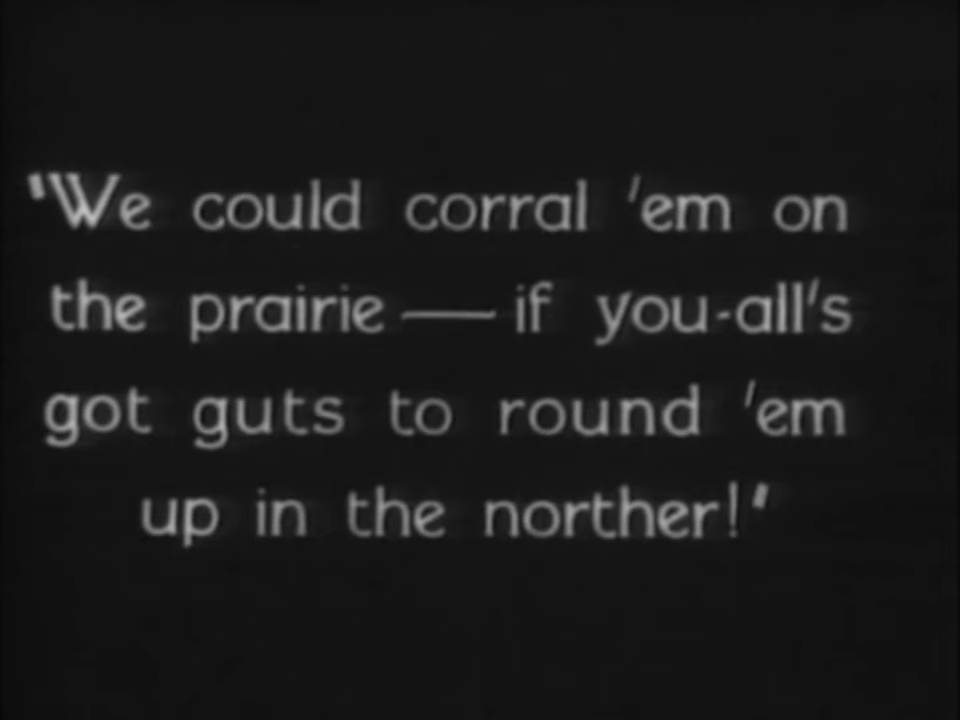 "We could corral 'em on
the prairie — if you-all's
got guts to round 'em
up in the norther!"